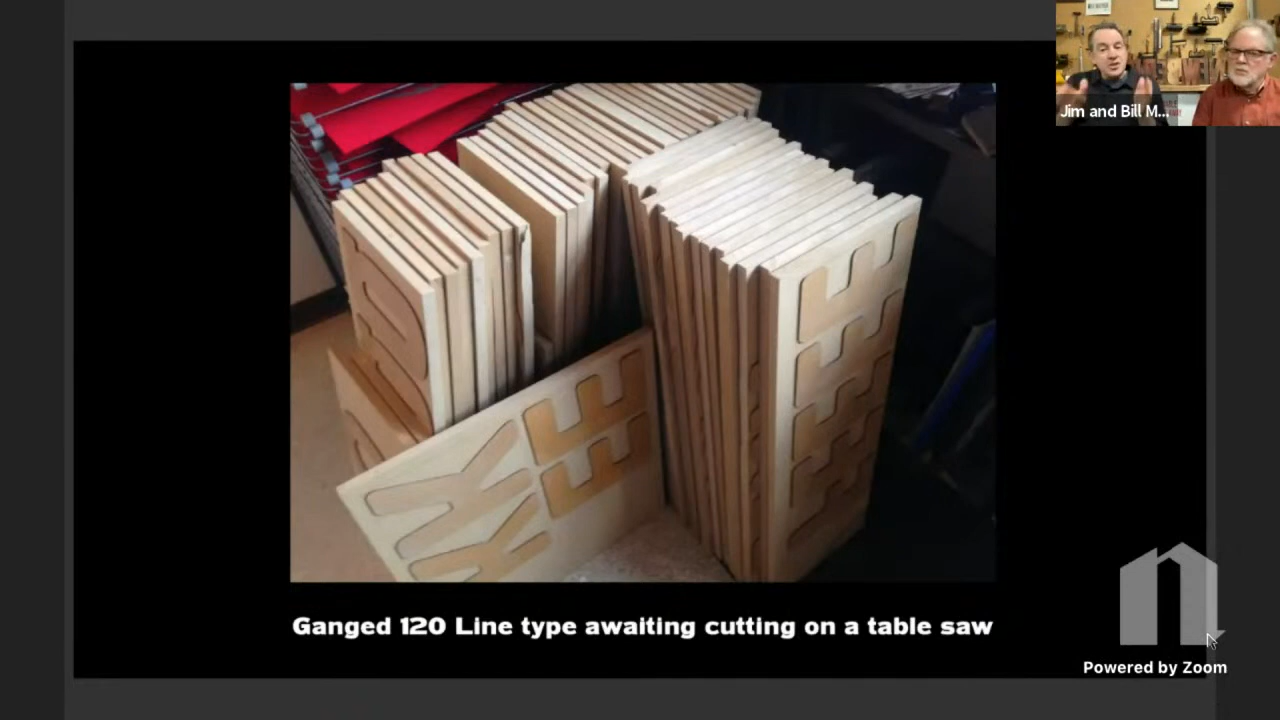 Jim and Bill M...
Ganged 120 Line type awaiting cutting on a table saw
Powered by Zoom